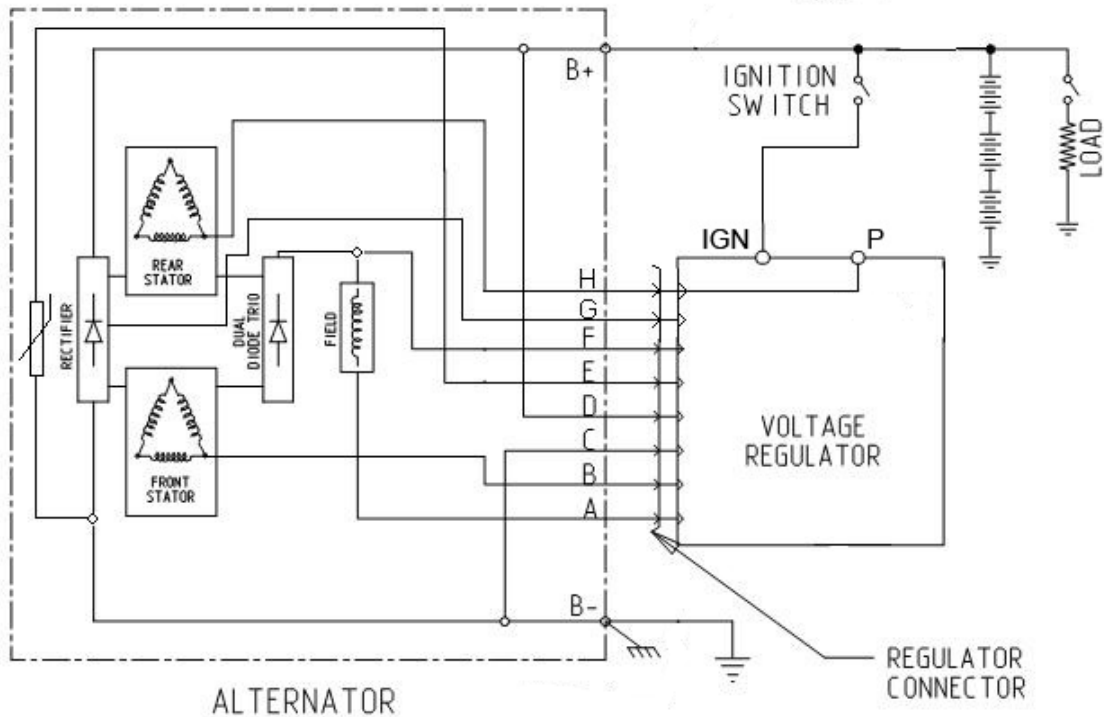 B+
IGNITION
SWITCH
LOAD
REAR
STATOR
IGN
P
RECTIFIER
DUAL
DIODE TRIO
FIELD
H
G
F
E
D
C
B
A
FRONT
STATOR
VOLTAGE
REGULATOR
B-
REGULATOR
CONNECTOR
ALTERNATOR